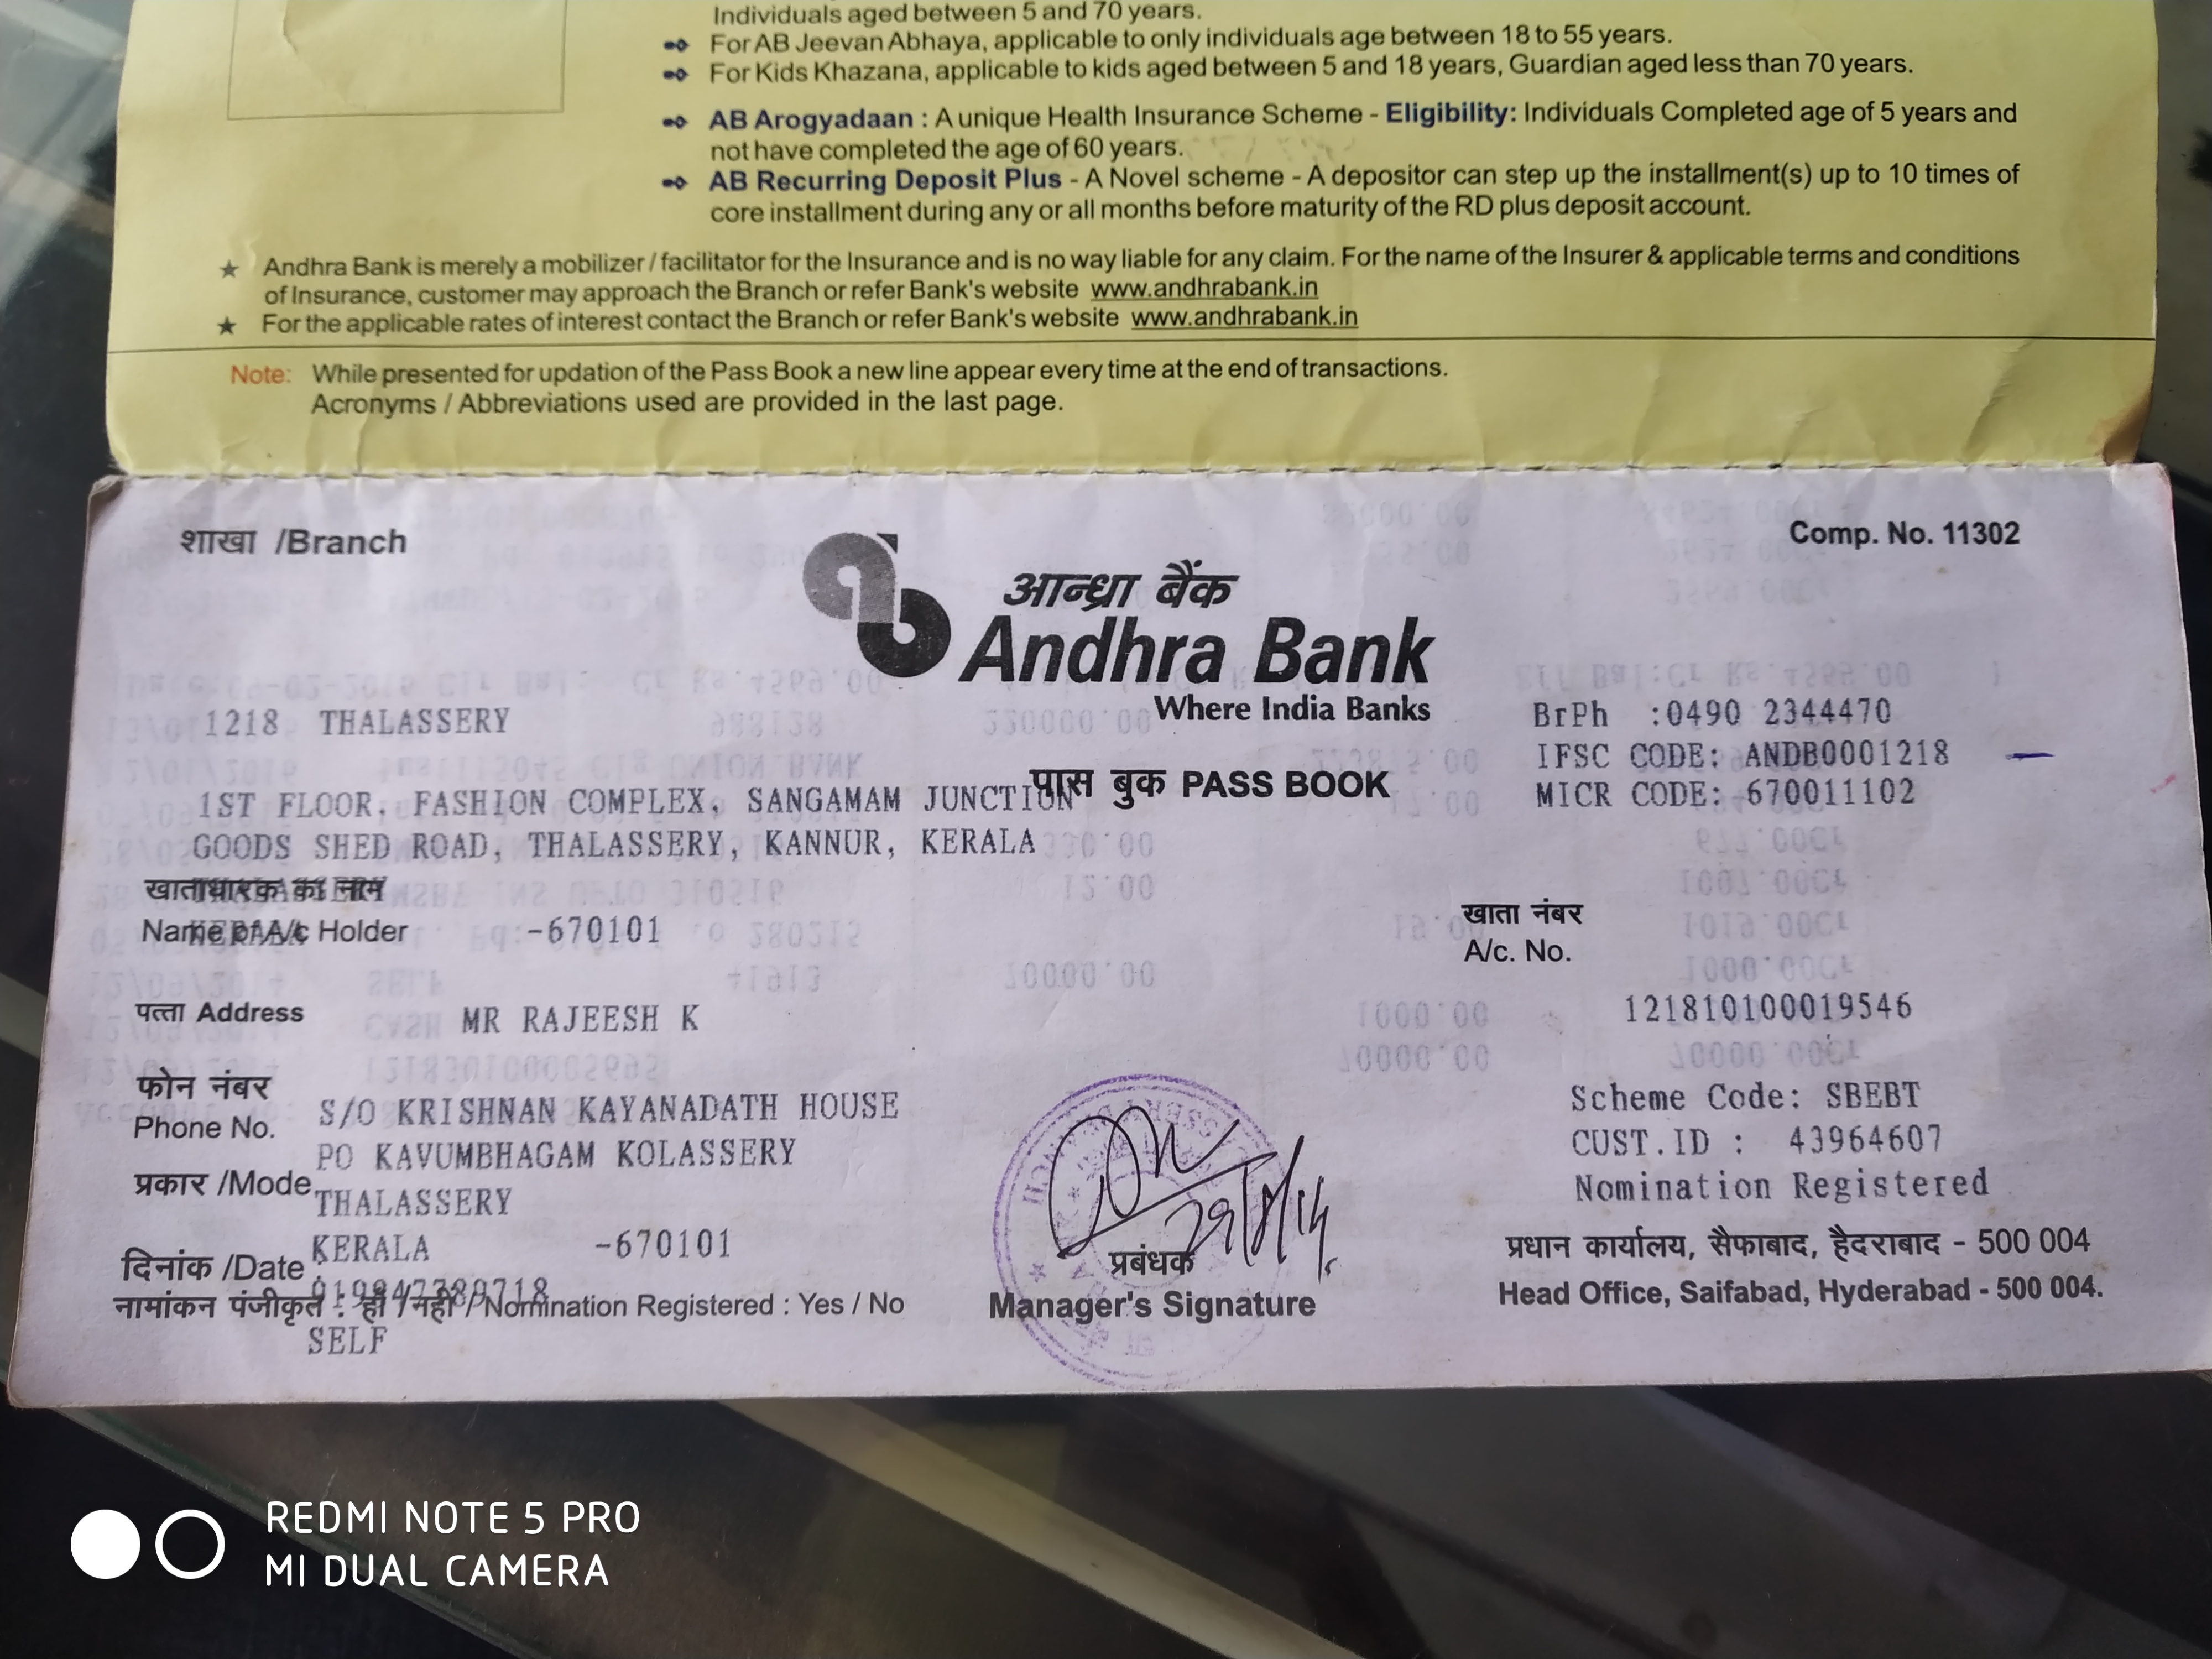 Individuals aged between 5 and 70 years.
For AB Jeevan Abhaya, applicable to only individuals age between 18 to 55 years.
For Kids Khazana, applicable to kids aged between 5 and 18 years, Guardian aged less than 70 years.
AB Arogyadaan : A unique Health Insurance Scheme - Eligibility: Individuals Completed age of 5 years and
not have completed the age of 60 years.
AB Recurring Deposit Plus - A Novel scheme - A depositor can step up the installment(s) up to 10 times of
core installment during any or all months before maturity of the RD plus deposit account.
★ Andhra Bank is merely a mobilizer / facilitator for the Insurance and is no way liable for any claim. For the name of the Insurer & applicable terms and conditions
of Insurance, customer may approach the Branch or refer Bank's website www.andhrabank.in
★ For the applicable rates of interest contact the Branch or refer Bank's website www.andhrabank.in
Note: While presented for updation of the Pass Book a new line appear every time at the end of transactions.
Acronyms / Abbreviations used are provided in the last page.
शाखा /Branch
Comp. No. 11302
आन्ध्रा बैंक
Andhra Bank
Where India Banks
1218 THALASSERY
BrPh :0490 2344470
IFSC CODE: ANDB0001218
MICR CODE: 670011102
पास बुक PASS BOOK
1ST FLOOR, FASHION COMPLEX, SANGAMAM JUNCTION
GOODS SHED ROAD, THALASSERY, KANNUR, KERALA
खाताधारक का नाम
THALASSERY
Name of A/c Holder
KERALA -670101
खाता नंबर
A/c. No.
पत्ता Address
MR RAJEESH K
121810100019546
फोन नंबर
Phone No.
S/O KRISHNAN KAYANADATH HOUSE
PO KAVUMBHAGAM KOLASSERY
प्रकार /Mode
THALASSERY
KERALA -670101
Scheme Code: SBEBT
CUST.ID : 43964607
Nomination Registered
दिनांक /Date
919847389718
नामांकन पंजीकृत : हाँ / नहीं / Nomination Registered : Yes / No
SELF
29/8/14
प्रबंधक
Manager's Signature
प्रधान कार्यालय, सैफाबाद, हैदराबाद - 500 004
Head Office, Saifabad, Hyderabad - 500 004.
REDMI NOTE 5 PRO
MI DUAL CAMERA